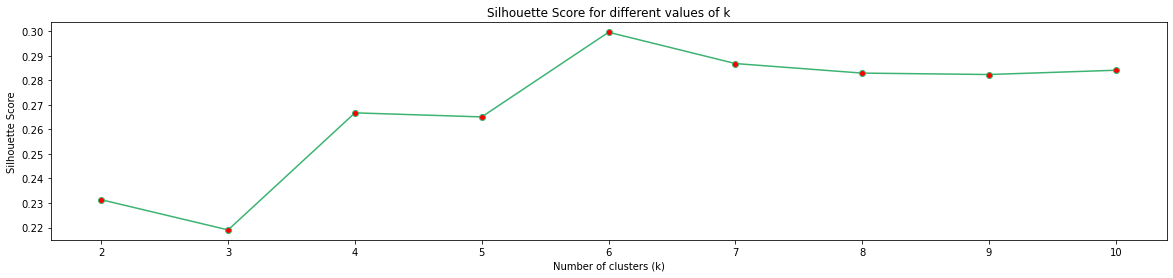 Silhouette Score for different values of k
Silhouette Score
0.30
0.29
0.28
0.27
0.26
0.25
0.24
0.23
0.22
2 3 4 5 6 7 8 9 10
Number of clusters (k)